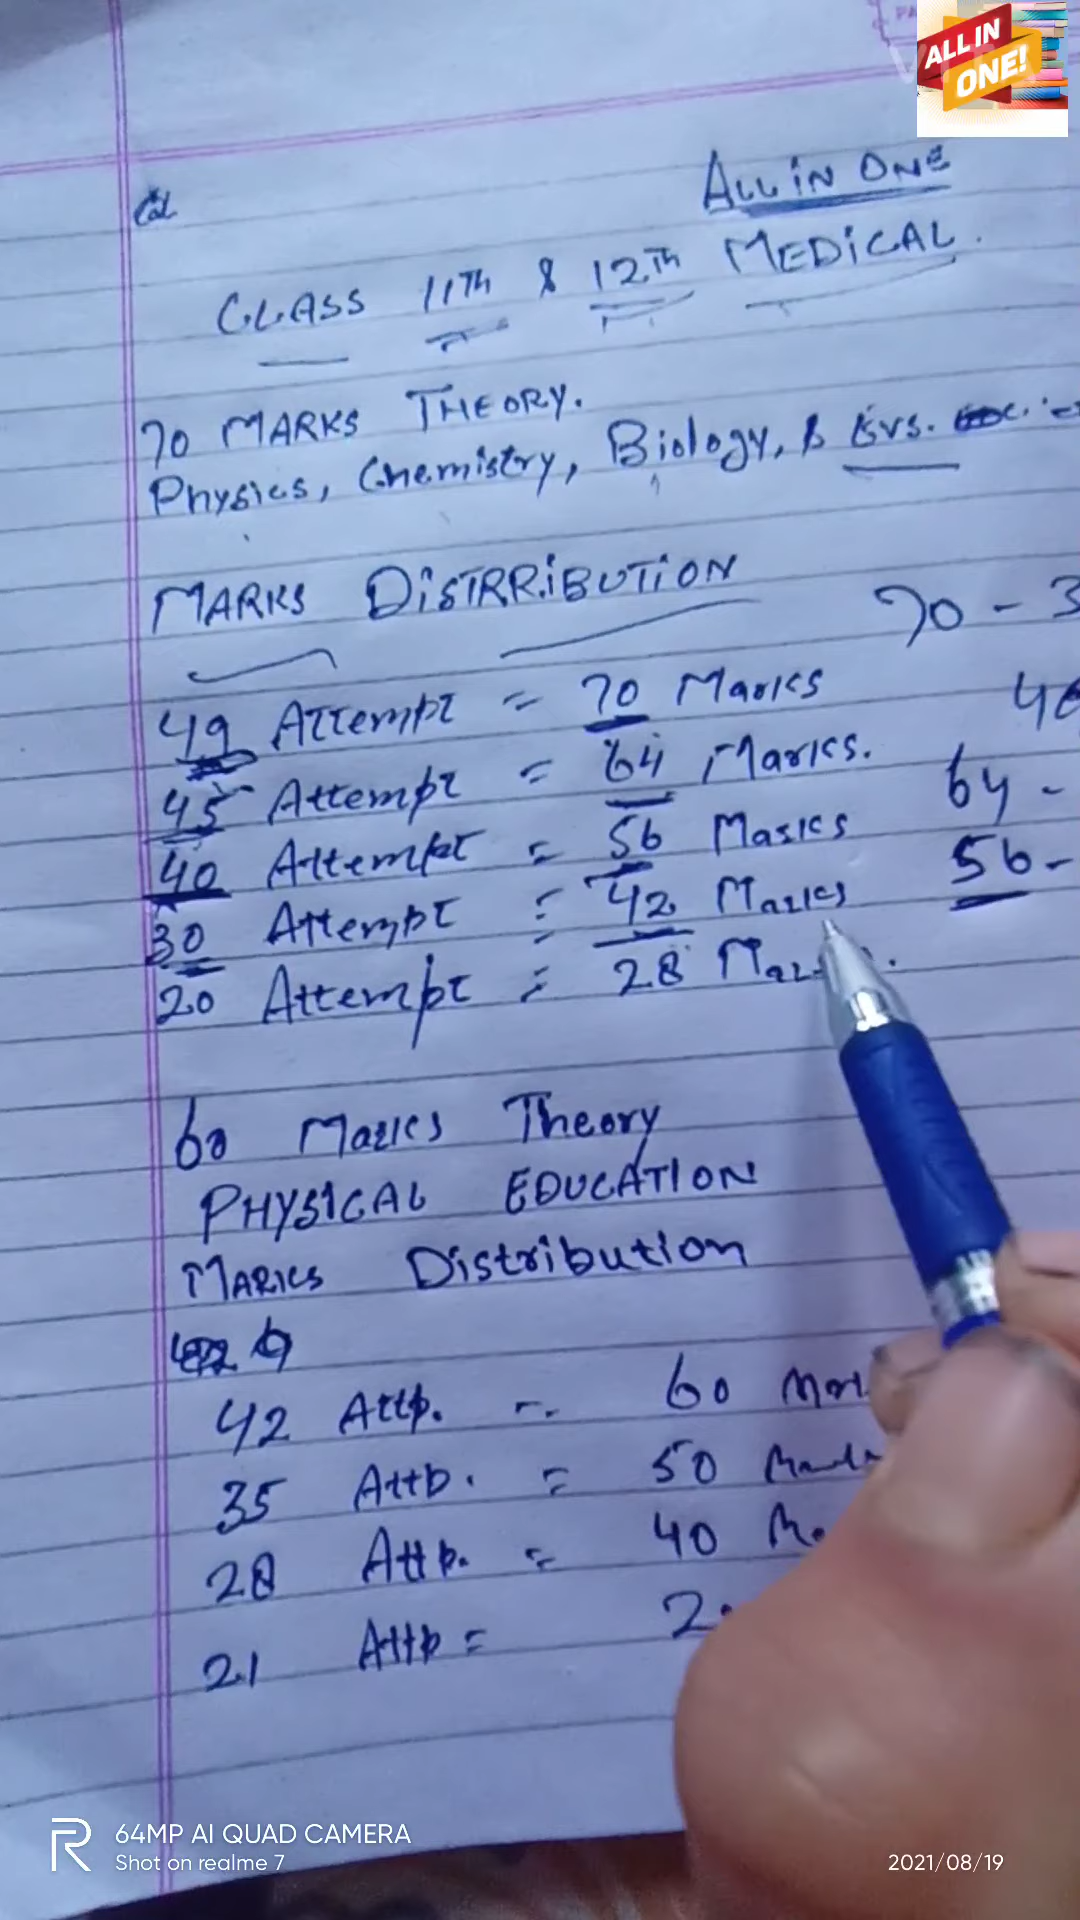 ALL IN
ONE!
ALL iN ONE
CLASS 11TH & 12TH MEDiCAL.
70 MARKS THEORY.
Physics, Chemistry, Biology, & Evs.
MARKS DiSTRRiBUTiON
70 - 3
49 Attempt = 70 Marks
45 Attempt = 64 Marks.
64 -
40 Attempt = 56 Marks
56 -
30 Attempt = 42 Marks
20 Attempt = 28
60 Marks Theory
PHYSICAL EDUCATION
MARKS Distribution
42 Attp. = 60
35 Attp. = 50
28 Attp. = 40
21 Attp =
64MP AI QUAD CAMERA
Shot on realme 7
2021/08/19